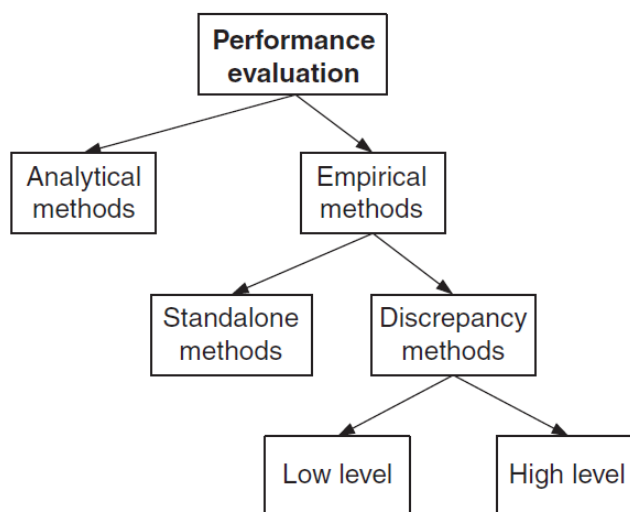 Performance
evaluation
Analytical
methods
Empirical
methods
Standalone
methods
Discrepancy
methods
Low level
High level